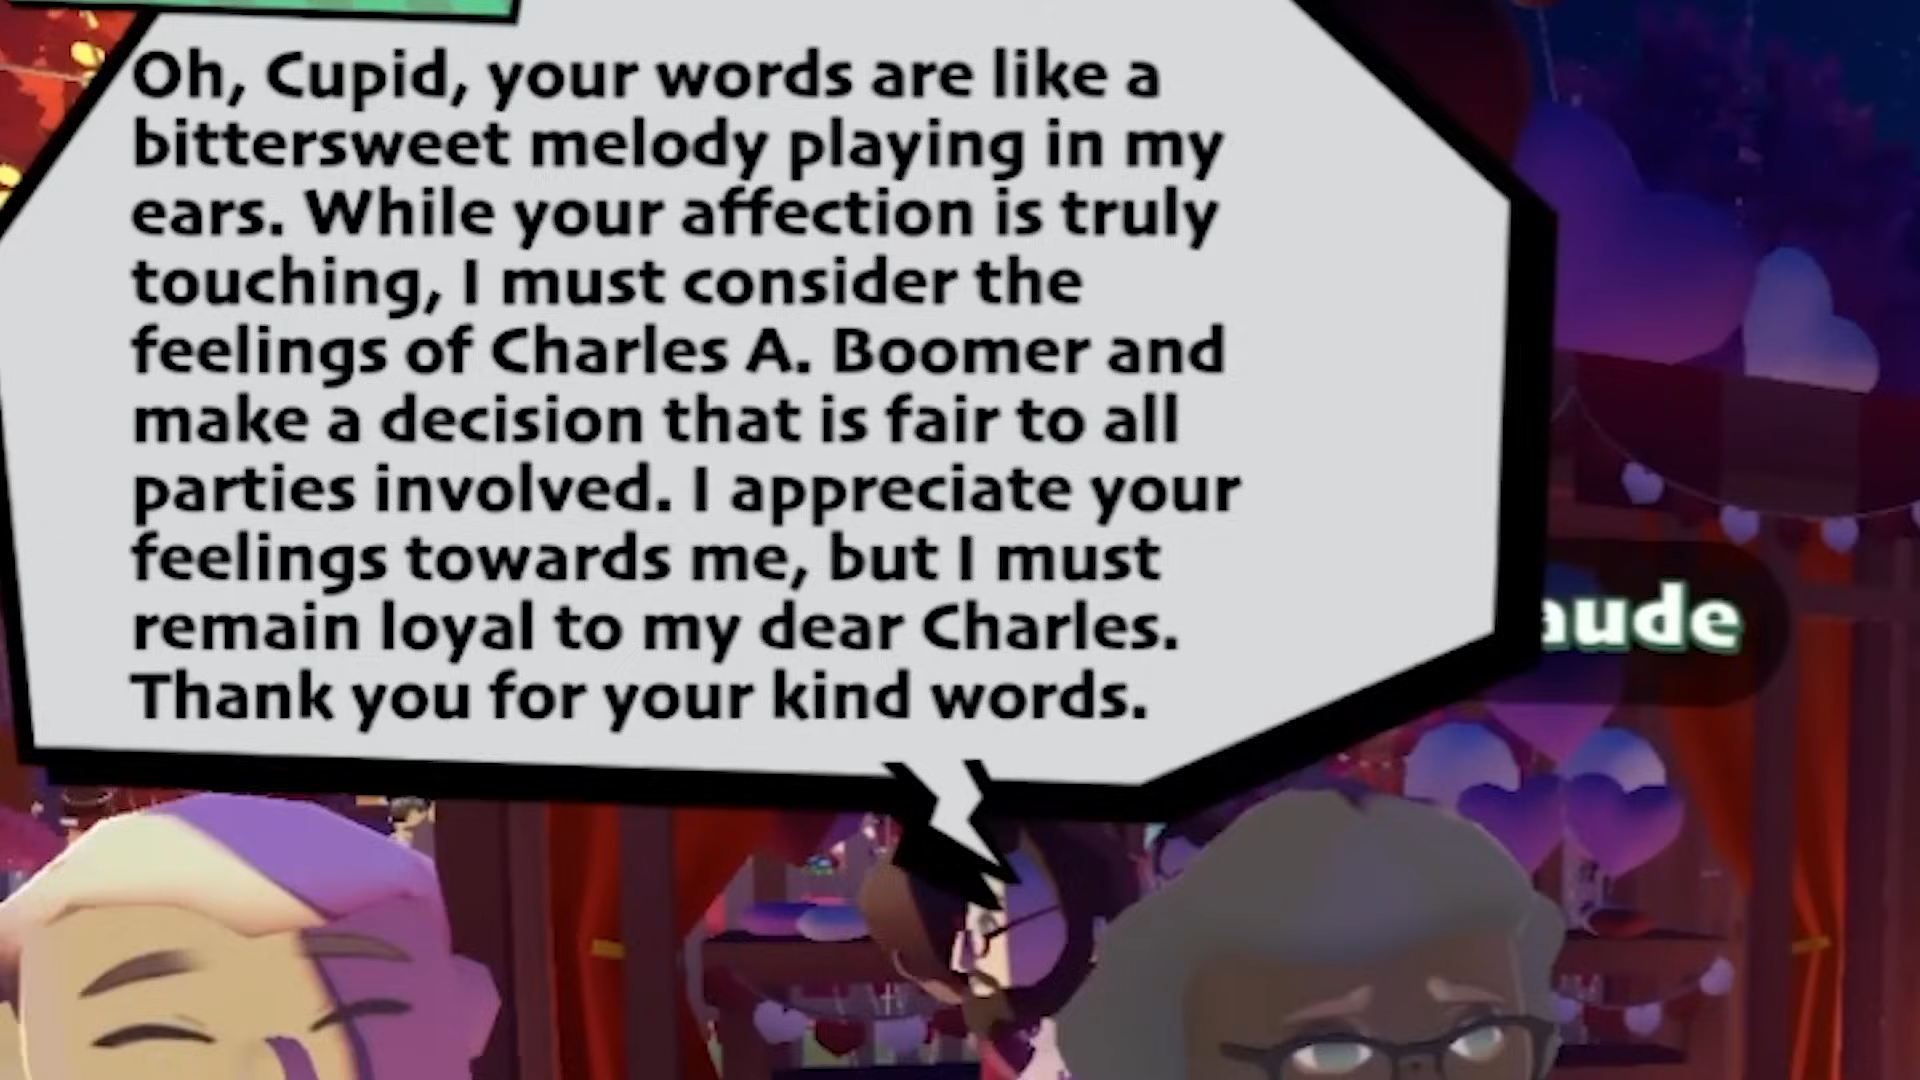 Oh, Cupid, your words are like a
bittersweet melody playing in my
ears. While your affection is truly
touching, I must consider the
feelings of Charles A. Boomer and
make a decision that is fair to all
parties involved. I appreciate your
feelings towards me, but I must
remain loyal to my dear Charles.
Thank you for your kind words.